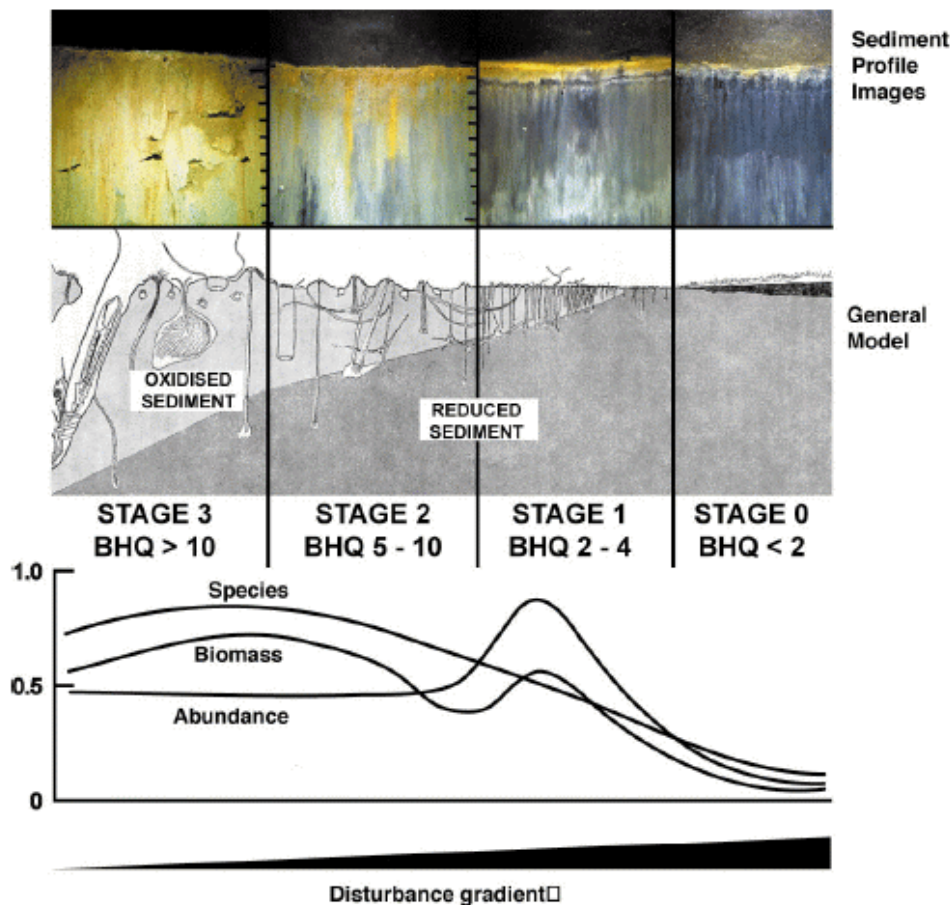 Sediment
Profile
Images
General
Model
OXIDISED
SEDIMENT
REDUCED
SEDIMENT
STAGE 3
BHQ > 10
STAGE 2
BHQ 5 - 10
STAGE 1
BHQ 2 - 4
STAGE 0
BHQ < 2
1.0
Species
Biomass
0.5
Abundance
0
Disturbance gradient□